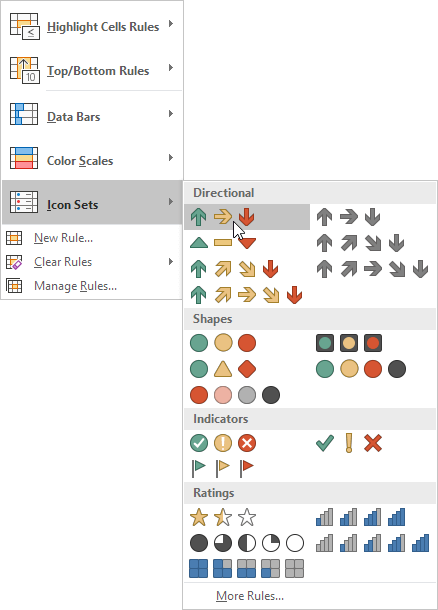 Highlight Cells Rules
10
Top/Bottom Rules
Data Bars
Color Scales
Icon Sets
New Rule...
Clear Rules
Manage Rules...
Directional
Shapes
Indicators
Ratings
More Rules...